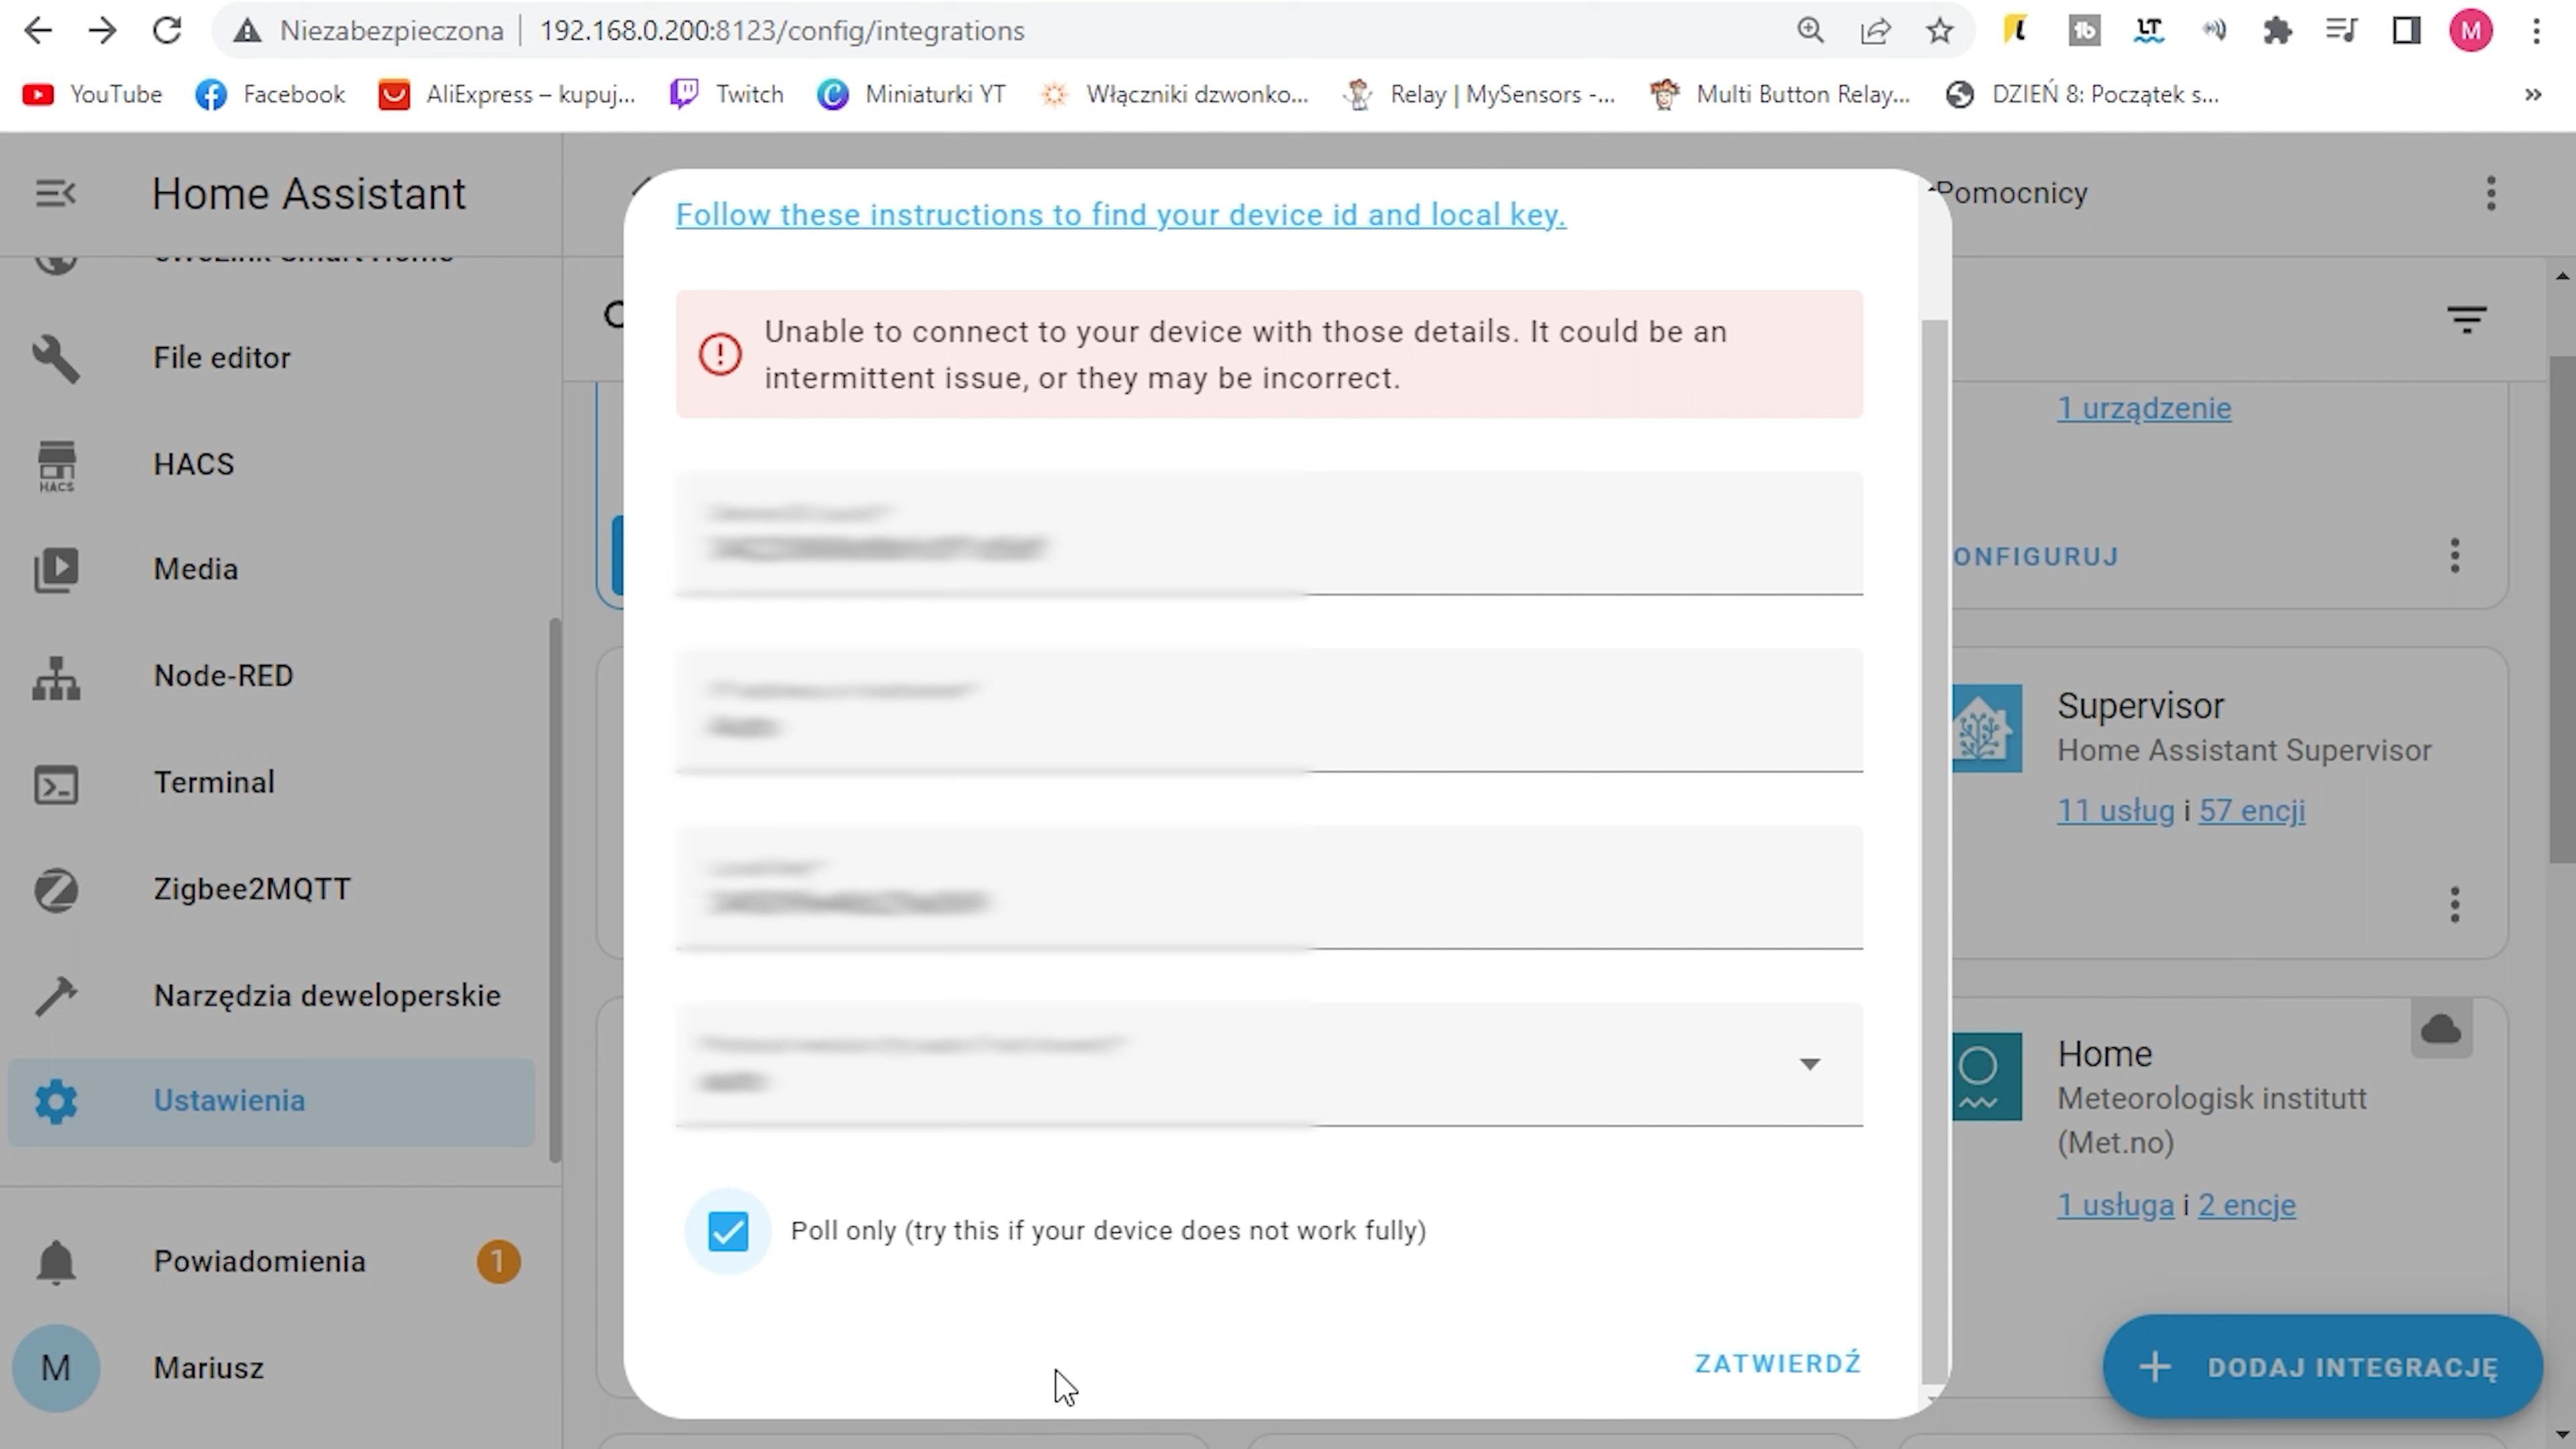 Niezabezpieczona
192.168.0.200:8123/config/integrations
M
YouTube
Facebook
AliExpress – kupuj...
Twitch
Miniaturki YT
Włączniki dzwonko...
Relay | MySensors -...
Multi Button Relay...
DZIEŃ 8: Początek s...
»
Home Assistant
File editor
HACS
HACS
Media
Node-RED
Terminal
Zigbee2MQTT
Narzędzia deweloperskie
Ustawienia
Powiadomienia 1
M Mariusz
Follow these instructions to find your device id and local key.
Unable to connect to your device with those details. It could be an
intermittent issue, or they may be incorrect.
Poll only (try this if your device does not work fully)
ZATWIERDŹ
Pomocnicy
1 urządzenie
ONFIGURUJ
Supervisor
Home Assistant Supervisor
11 usług i 57 encji
Home
Meteorologisk institutt
(Met.no)
1 usługa i 2 encje
DODAJ INTEGRACJĘ